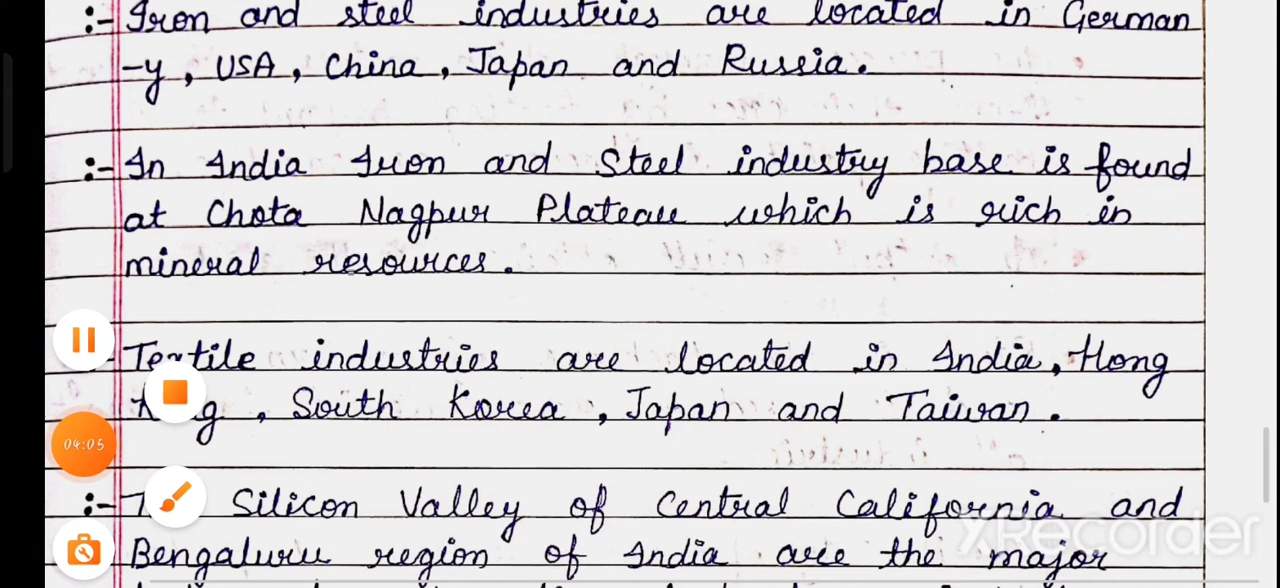 :- Iron and steel industries are located in German
-y, USA, China, Japan and Russia.
:- In India Iron and Steel industry base is found
at Chota Nagpur Plateau which is rich in
mineral resources.
Textile industries are located in India, Hong
, South Korea, Japan and Taiwan.
:- Silicon Valley of Central California and
Bengaluru region of India are the major
04:05
XRecorder